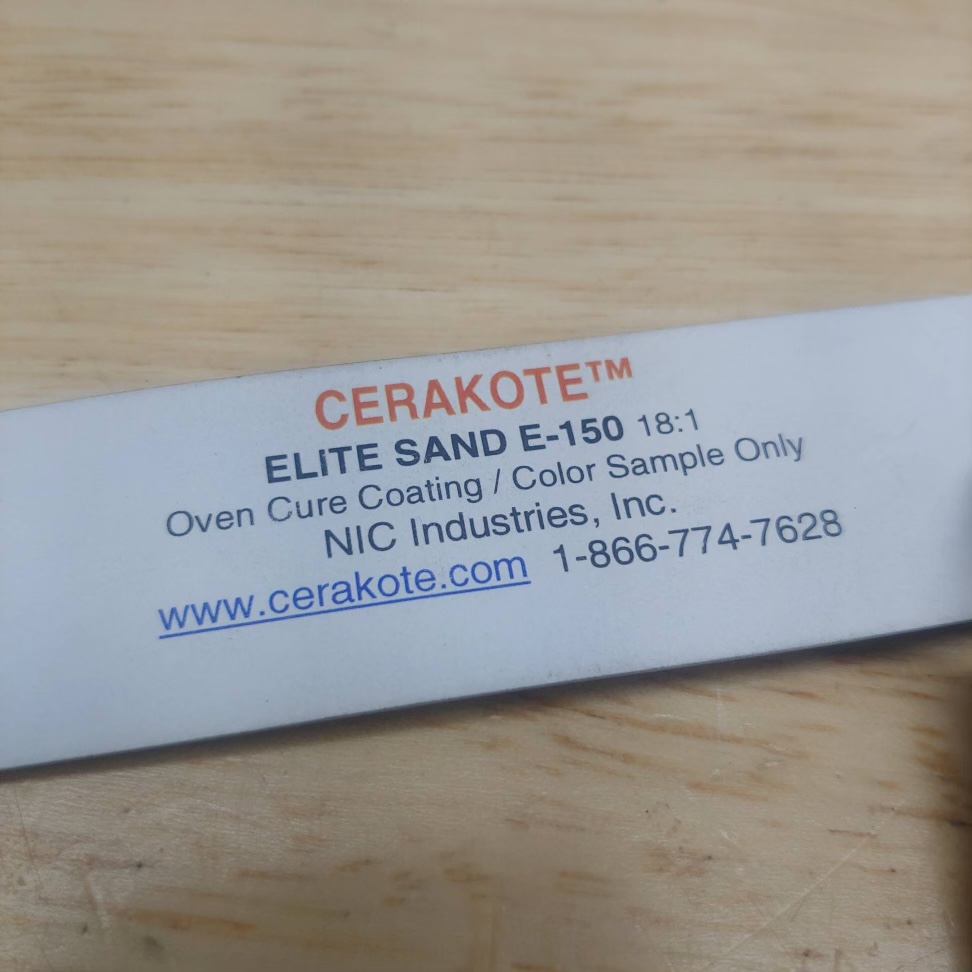 CERAKOTE™
ELITE SAND E-150 18:1
Oven Cure Coating / Color Sample Only
NIC Industries, Inc.
www.cerakote.com 1-866-774-7628